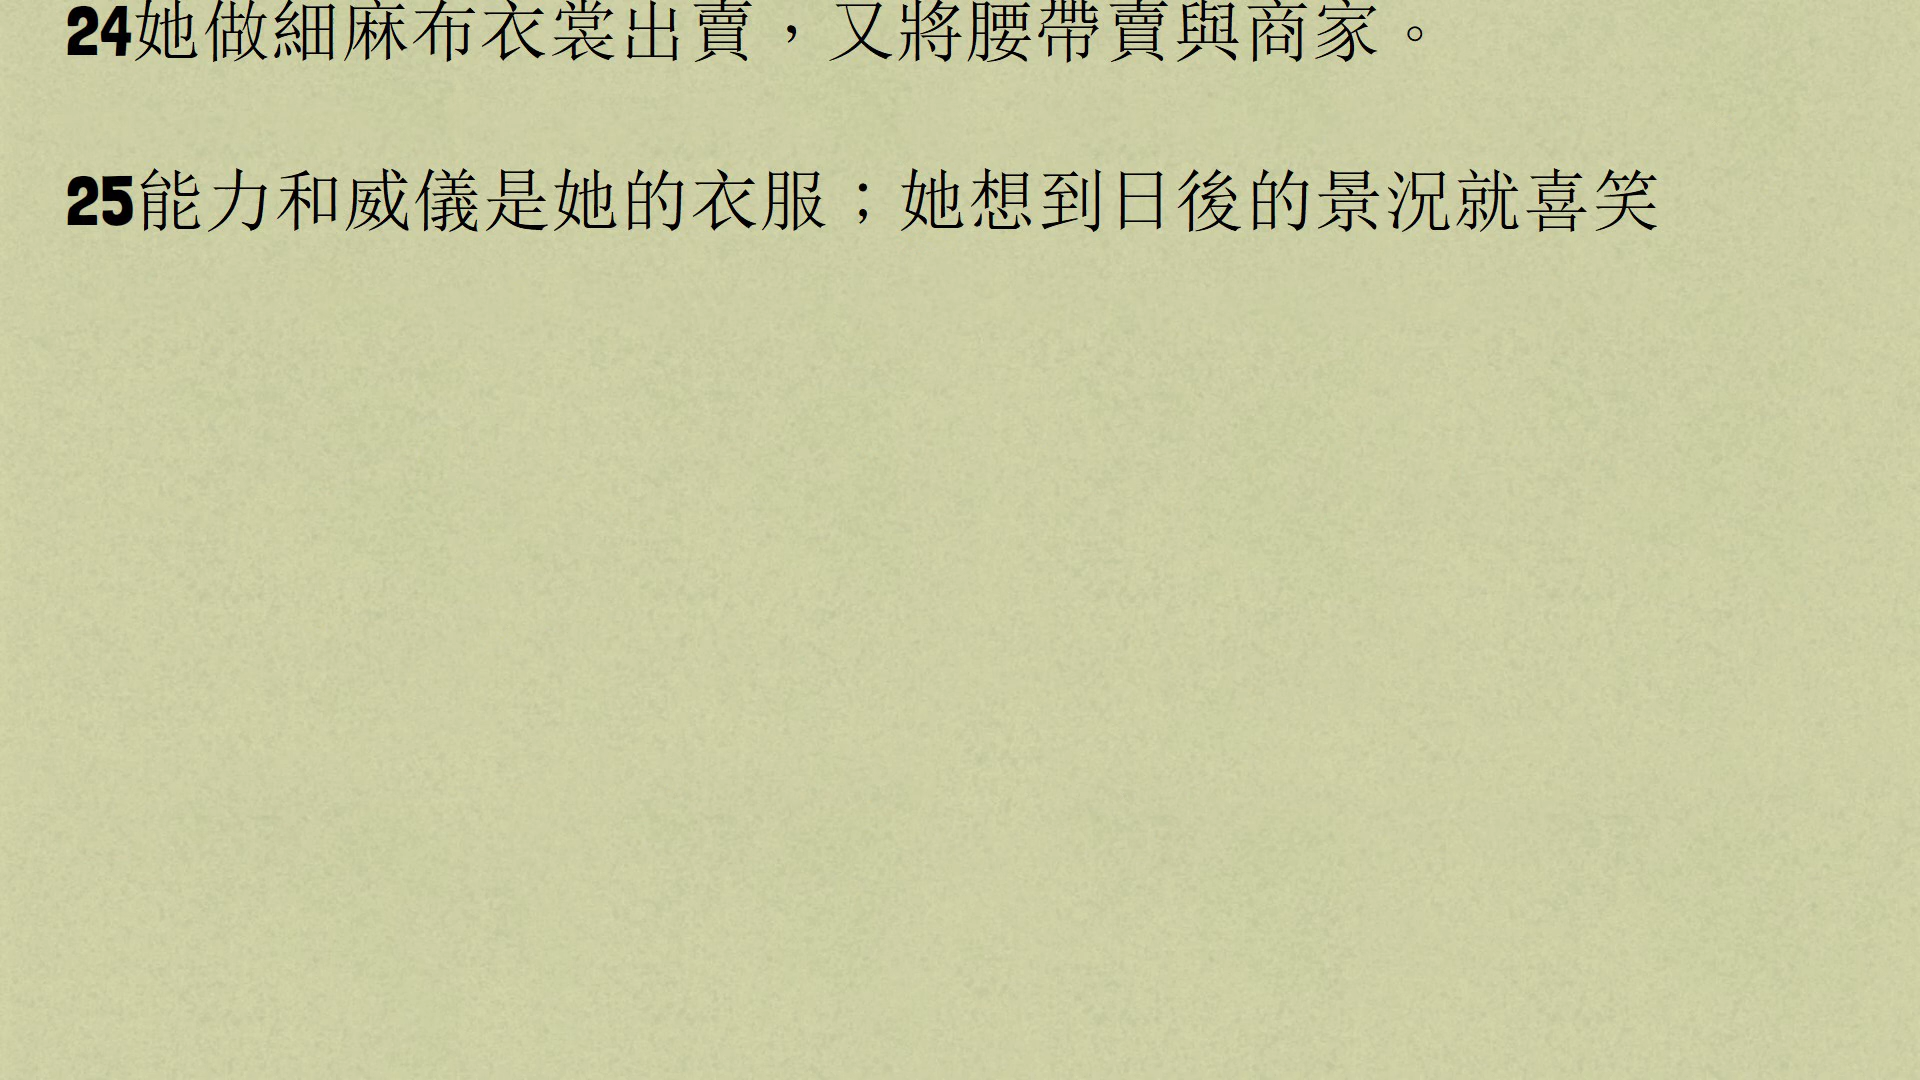 24她做細麻布衣裳出賣，又將腰帶賣與商家。
25能力和威儀是她的衣服；她想到日後的景況就喜笑